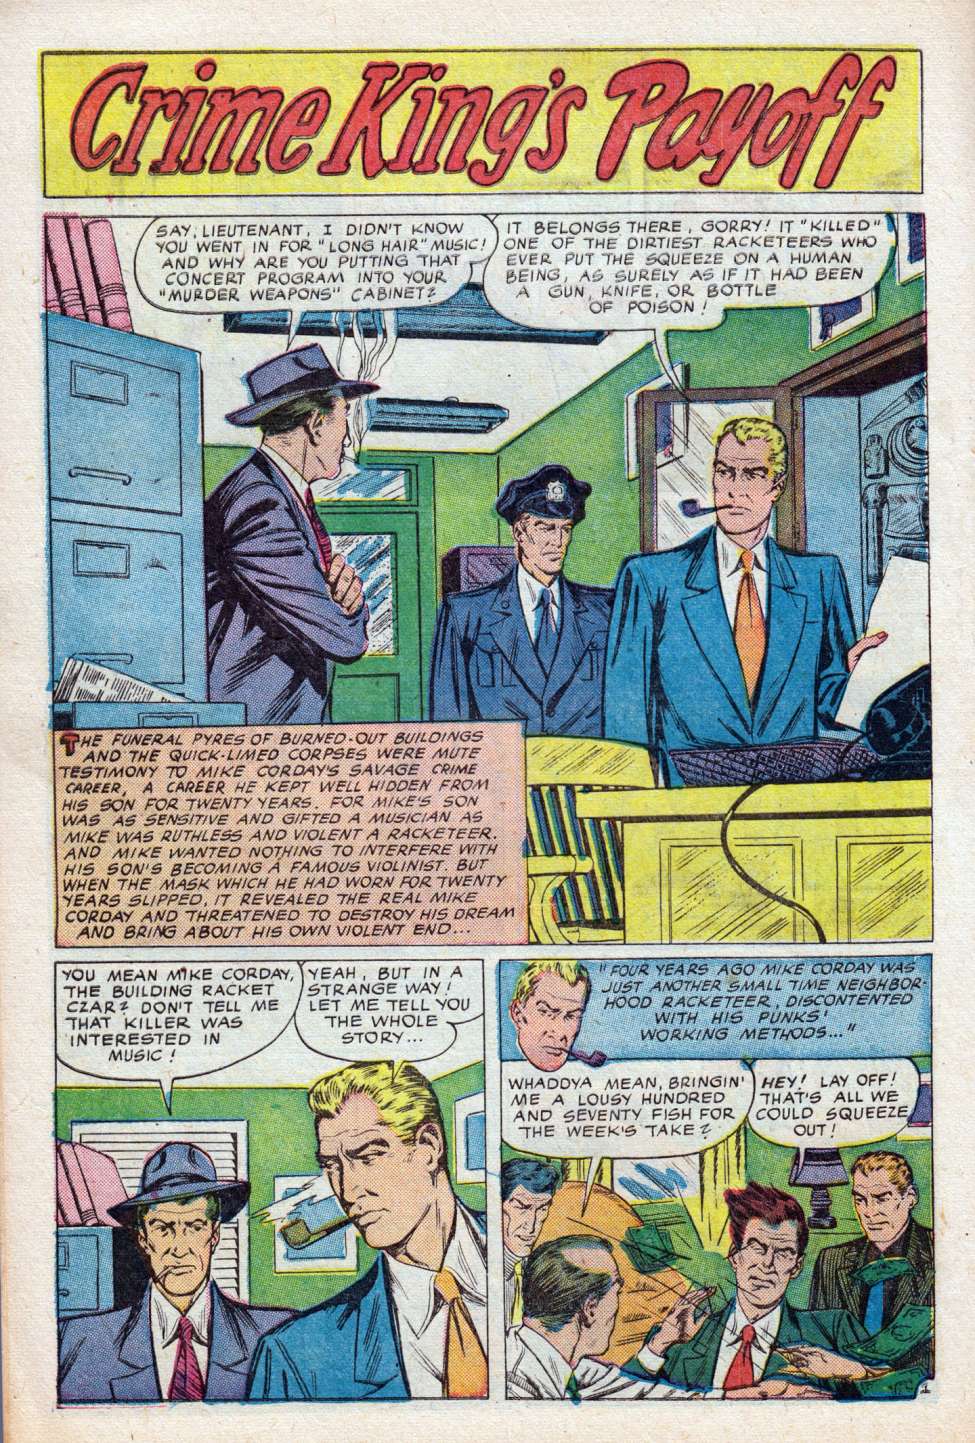 Crime King's Payoff
SAY, LIEUTENANT, I DIDN'T KNOW
YOU WENT IN FOR "LONG HAIR" MUSIC!
AND WHY ARE YOU PUTTING THAT
CONCERT PROGRAM INTO YOUR
"MURDER WEAPONS" CABINET?
IT BELONGS THERE, GORRY! IT "KILLED"
ONE OF THE DIRTIEST RACKETEERS WHO
EVER PUT THE SQUEEZE ON A HUMAN
BEING, AS SURELY AS IF IT HAD BEEN
A GUN, KNIFE, OR BOTTLE
OF POISON!
THE FUNERAL PYRES OF BURNED-OUT BUILDINGS
AND THE QUICK-LIMED CORPSES WERE MUTE
TESTIMONY TO MIKE CORDAY'S SAVAGE CRIME
CAREER, A CAREER HE KEPT WELL HIDDEN FROM
HIS SON FOR TWENTY YEARS. FOR MIKE'S SON
WAS AS SENSITIVE AND GIFTED A MUSICIAN AS
MIKE WAS RUTHLESS AND VIOLENT A RACKETEER.
AND MIKE WANTED NOTHING TO INTERFERE WITH
HIS SON'S BECOMING A FAMOUS VIOLINIST. BUT
WHEN THE MASK WHICH HE HAD WORN FOR TWENTY
YEARS SLIPPED, IT REVEALED THE REAL MIKE
CORDAY AND THREATENED TO DESTROY HIS DREAM
AND BRING ABOUT HIS OWN VIOLENT END...
YOU MEAN MIKE CORDAY,
THE BUILDING RACKET
CZAR? DON'T TELL ME
THAT KILLER WAS
INTERESTED IN
MUSIC!
YEAH, BUT IN A
STRANGE WAY!
LET ME TELL YOU
THE WHOLE
STORY...
"FOUR YEARS AGO MIKE CORDAY WAS
JUST ANOTHER SMALL TIME NEIGHBOR-
HOOD RACKETEER, DISCONTENTED
WITH HIS PUNKS'
WORKING METHODS..."
WHADDYA MEAN, BRINGIN'
ME A LOUSY HUNDRED
AND SEVENTY FISH FOR
THE WEEK'S TAKE?
HEY! LAY OFF!
THAT'S ALL WE
COULD SQUEEZE
OUT!
1